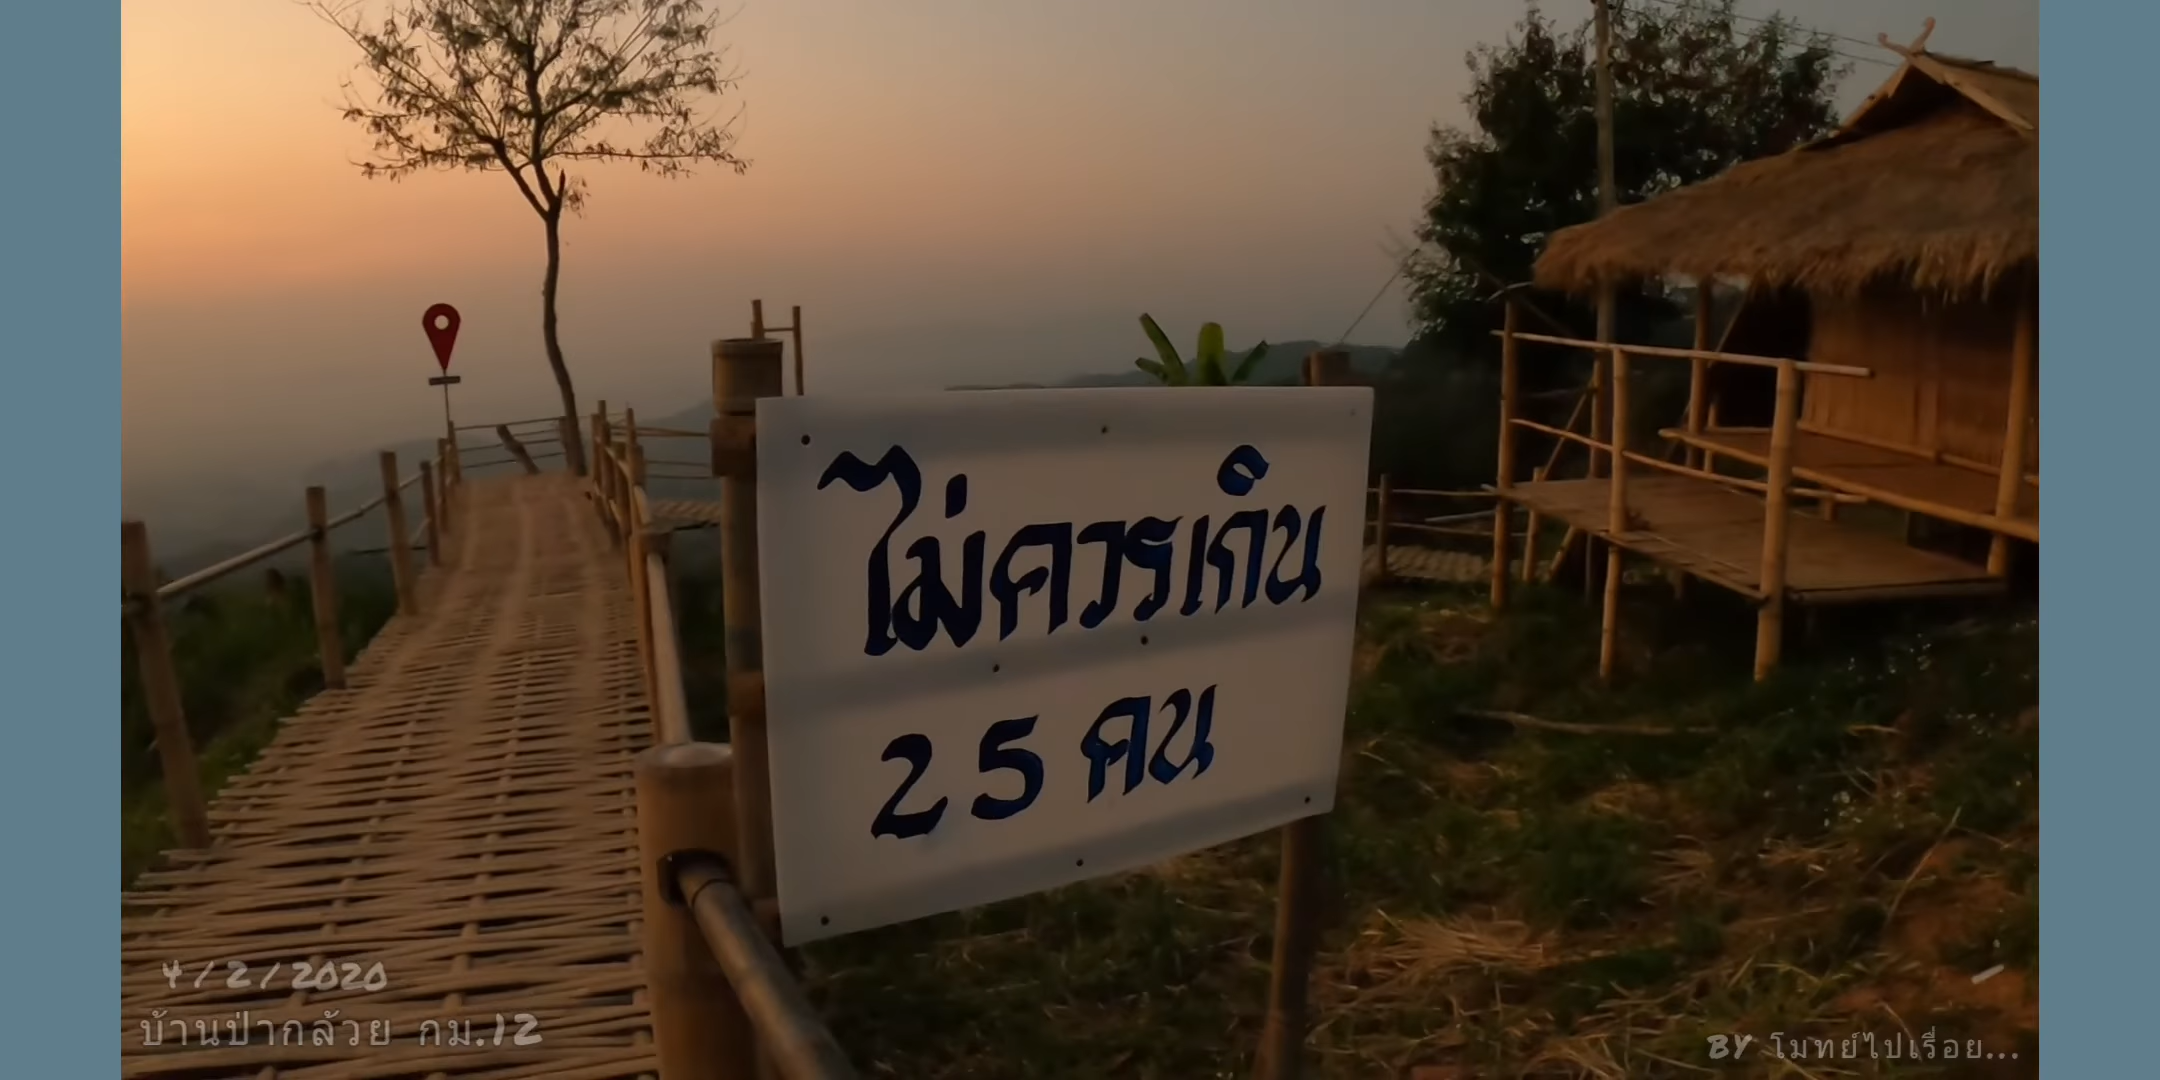 ไม่ควรเกิน
25 คน
4/2/2020
บ้านป่ากล้วย กม.12
BY โมทย์ไปเรื่อย...